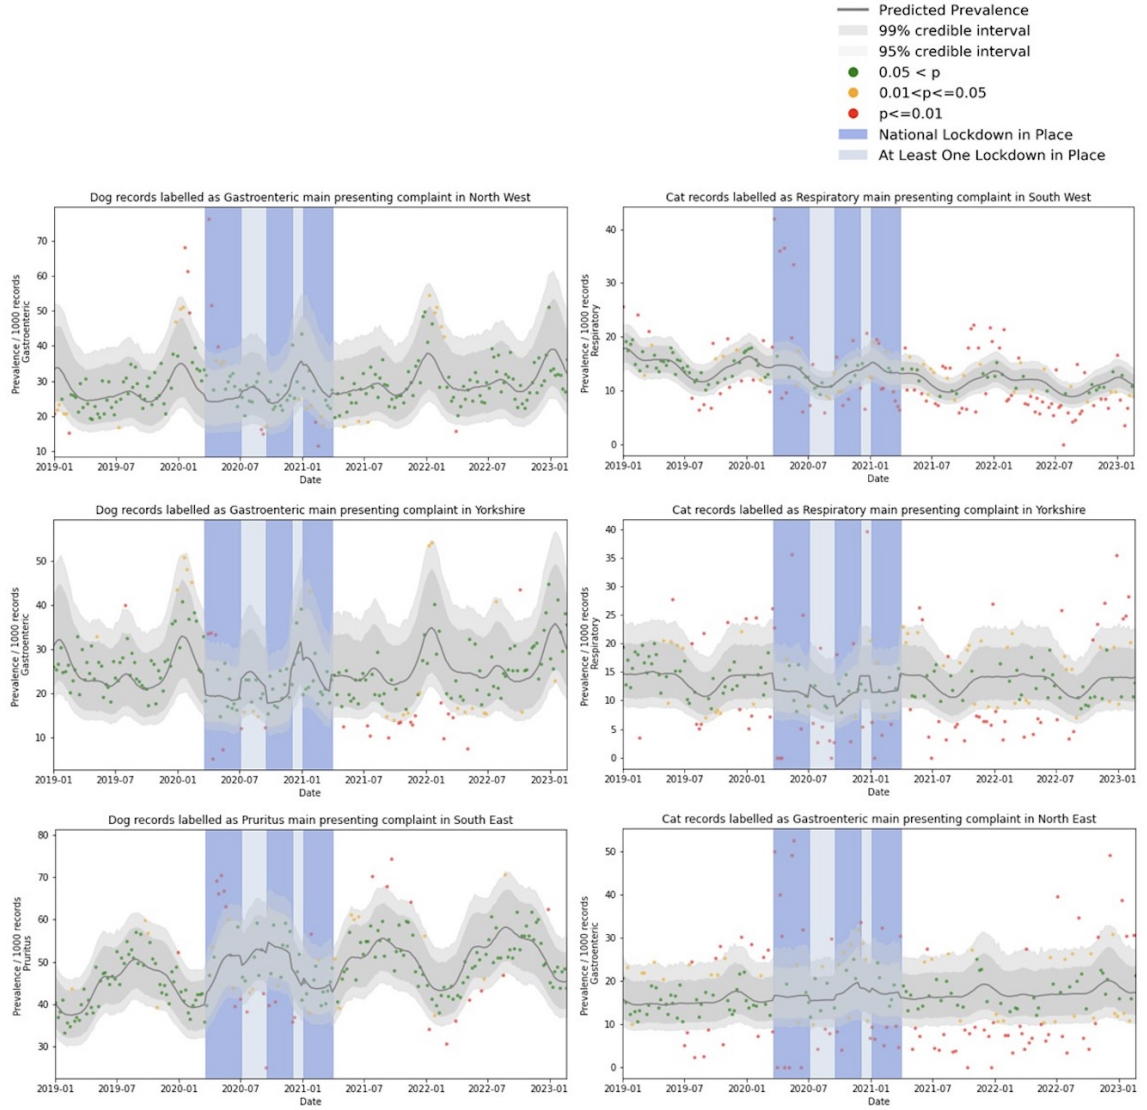 Predicted Prevalence
99% credible interval
95% credible interval
0.05 < p
0.01<p<=0.05
p<=0.01
National Lockdown in Place
At Least One Lockdown in Place
Dog records labelled as Gastroenteric main presenting complaint in North West
Prevalence / 1000 records
Gastroenteric
70
60
50
40
30
20
10
2019-01 2019-07 2020-01 2020-07 2021-01 2021-07 2022-01 2022-07 2023-01
Date
Cat records labelled as Respiratory main presenting complaint in South West
Prevalence / 1000 records
Respiratory
40
30
20
10
0
2019-01 2019-07 2020-01 2020-07 2021-01 2021-07 2022-01 2022-07 2023-01
Date
Dog records labelled as Gastroenteric main presenting complaint in Yorkshire
Prevalence / 1000 records
Gastroenteric
50
40
30
20
10
2019-01 2019-07 2020-01 2020-07 2021-01 2021-07 2022-01 2022-07 2023-01
Date
Cat records labelled as Respiratory main presenting complaint in Yorkshire
Prevalence / 1000 records
Respiratory
40
35
30
25
20
15
10
5
0
2019-01 2019-07 2020-01 2020-07 2021-01 2021-07 2022-01 2022-07 2023-01
Date
Dog records labelled as Pruritus main presenting complaint in South East
Prevalence / 1000 records
Pruritus
80
70
60
50
40
30
2019-01 2019-07 2020-01 2020-07 2021-01 2021-07 2022-01 2022-07 2023-01
Date
Cat records labelled as Gastroenteric main presenting complaint in North East
Prevalence / 1000 records
Gastroenteric
50
40
30
20
10
0
2019-01 2019-07 2020-01 2020-07 2021-01 2021-07 2022-01 2022-07 2023-01
Date